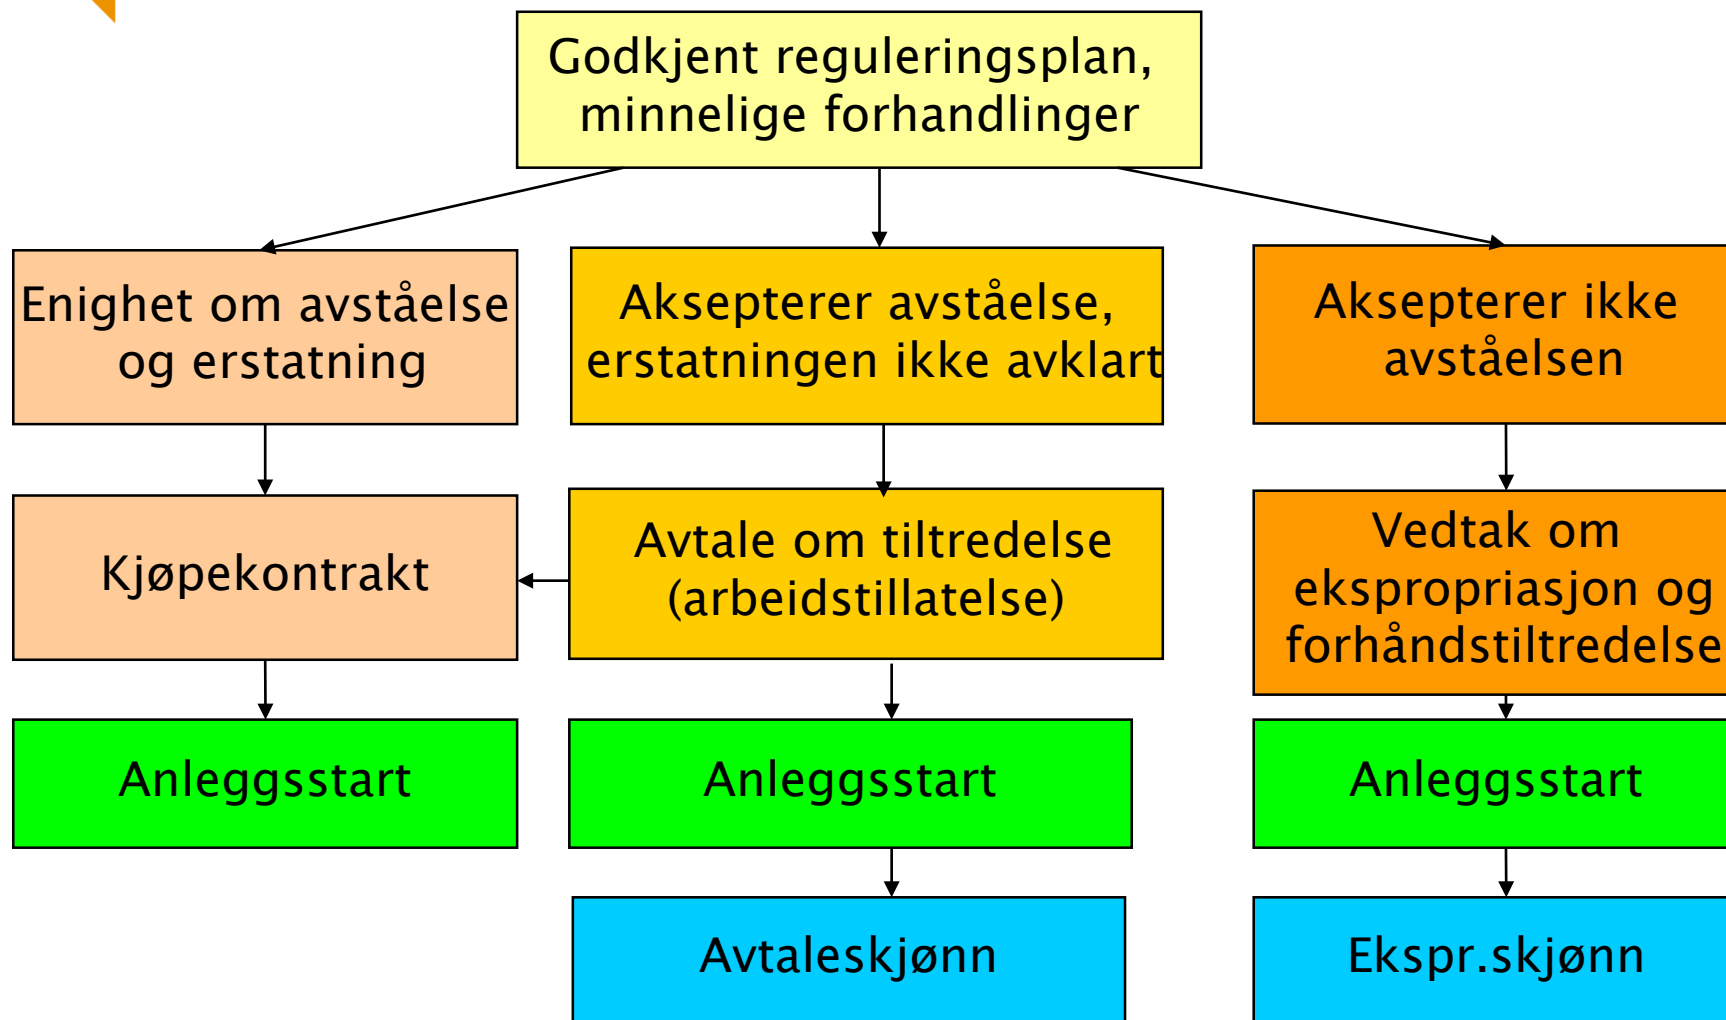 Godkjent reguleringsplan,
minnelige forhandlinger
Enighet om avståelse
og erstatning
Aksepterer avståelse,
erstatningen ikke avklart
Aksepterer ikke
avståelsen
Kjøpekontrakt
Avtale om tiltredelse
(arbeidstillatelse)
Vedtak om
ekspropriasjon og
forhåndstiltredelse
Anleggsstart
Anleggsstart
Anleggsstart
Avtaleskjønn
Ekspr.skjønn